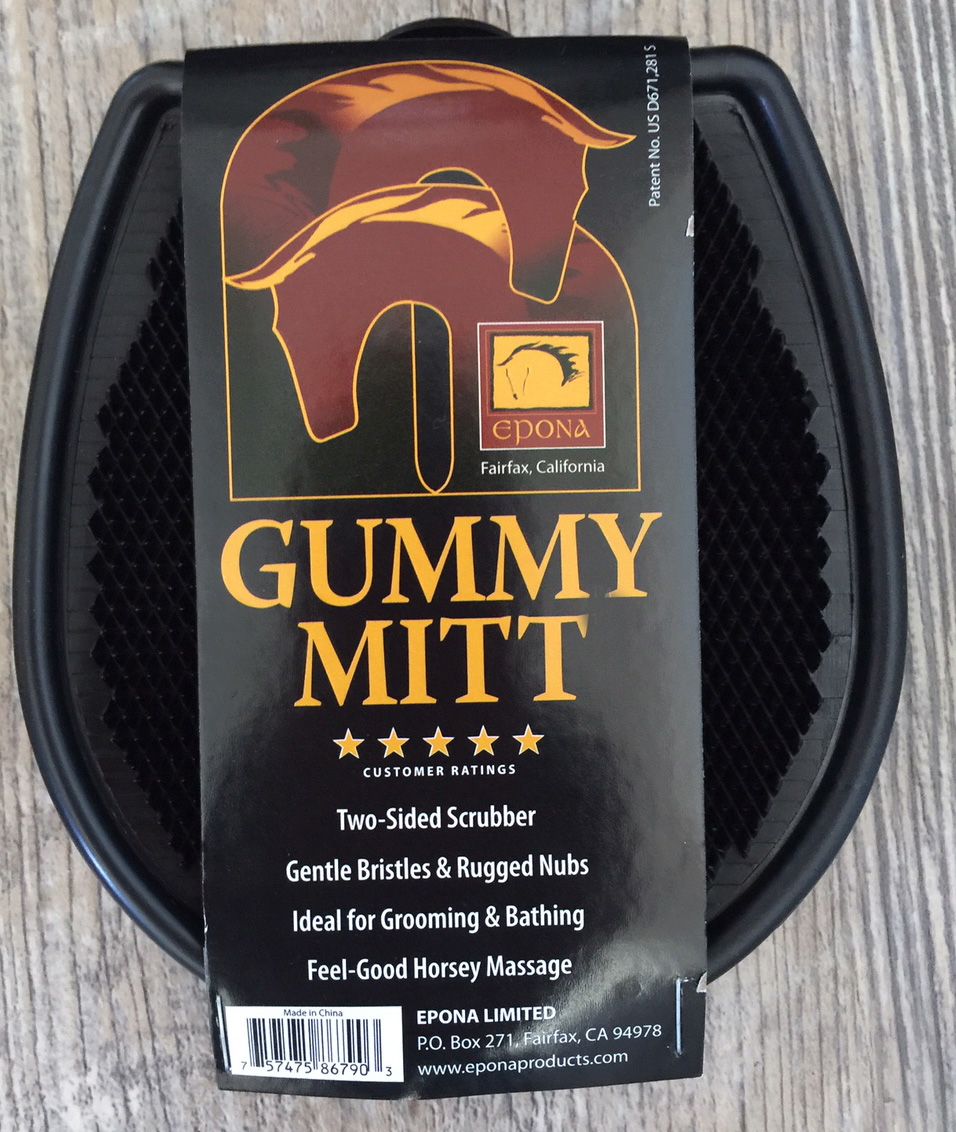 Patent No. US D671,281 S
EPONA
Fairfax, California
GUMMY
MITT
CUSTOMER RATINGS
Two-Sided Scrubber
Gentle Bristles & Rugged Nubs
Ideal for Grooming & Bathing
Feel-Good Horsey Massage
Made in China
7 57475 86790 3
EPONA LIMITED
P.O. Box 271, Fairfax, CA 94978
www.eponaproducts.com